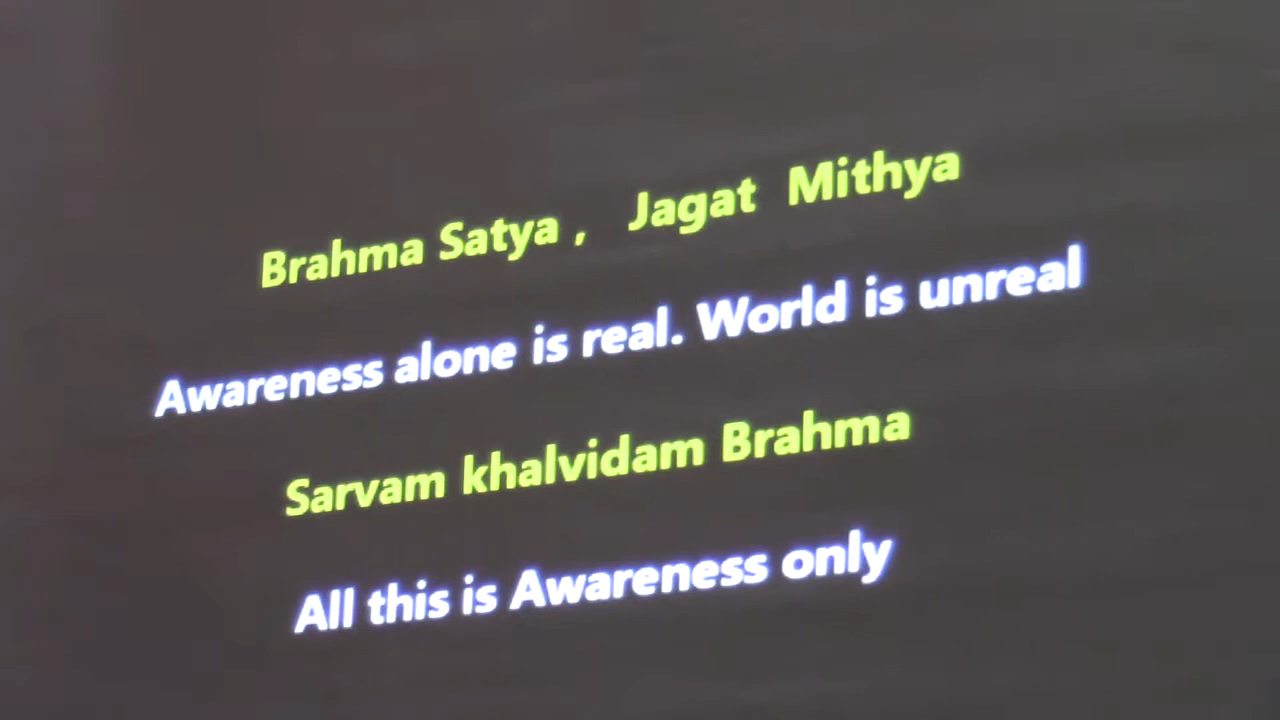 Brahma Satya , Jagat Mithya
Awareness alone is real. World is unreal
Sarvam khalvidam Brahma
All this is Awareness only